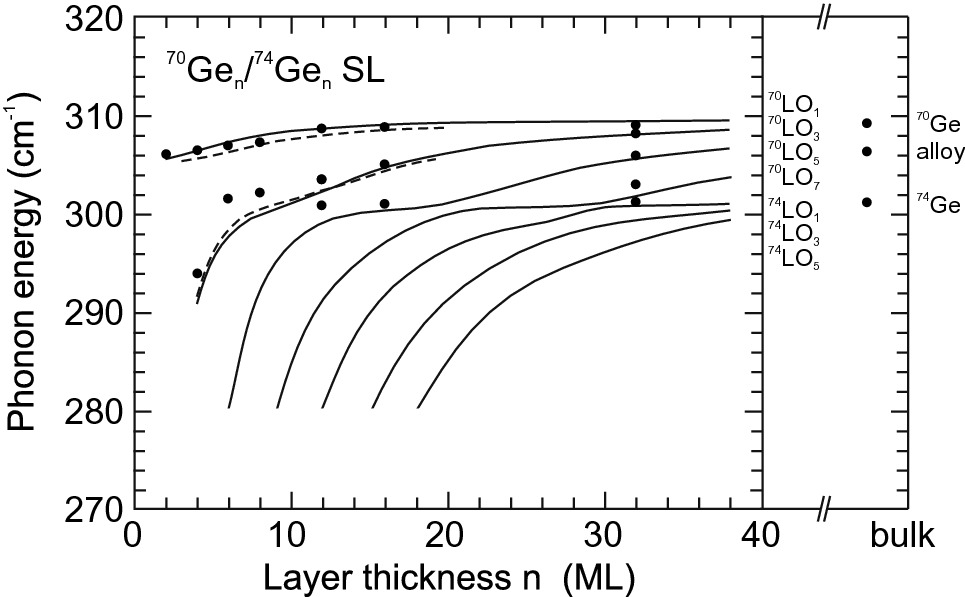 320
310
300
290
280
270
Phonon energy (cm⁻¹)
⁷⁰Geₙ/⁷⁴Geₙ SL
⁷⁰LO₁
⁷⁰LO₃
⁷⁰LO₅
⁷⁰LO₇
⁷⁴LO₁
⁷⁴LO₃
⁷⁴LO₅
⁷⁰Ge
alloy
⁷⁴Ge
0 10 20 30 40 bulk
Layer thickness n (ML)